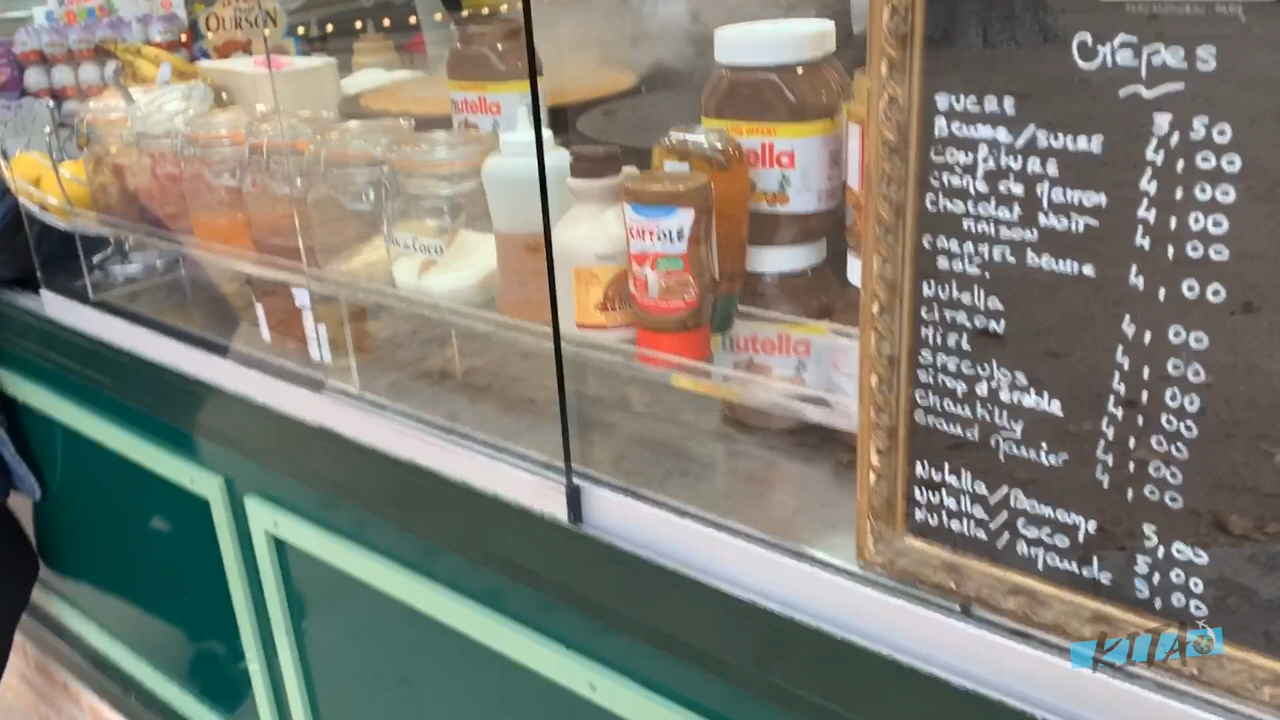 OURSON
nutella
nutella
nutella
Crêpes
SUCRE 3,50
Beurre/SUCRE 4,00
CONFITURE 4,00
Crème de Marron 4,00
Chocolat Noir 4,00
MAISON
CARAMEL beurre
Salé. 4,00
Nutella 4,00
CITRON 4,00
Miel 4,00
SPECULOS 4,00
Sirop d'érable 4,00
Chantilly 4,00
Grand Marnier
Nutella/Banane 5,00
Nutella/COCO 5,00
Nutella/Amande 5,00
KITA